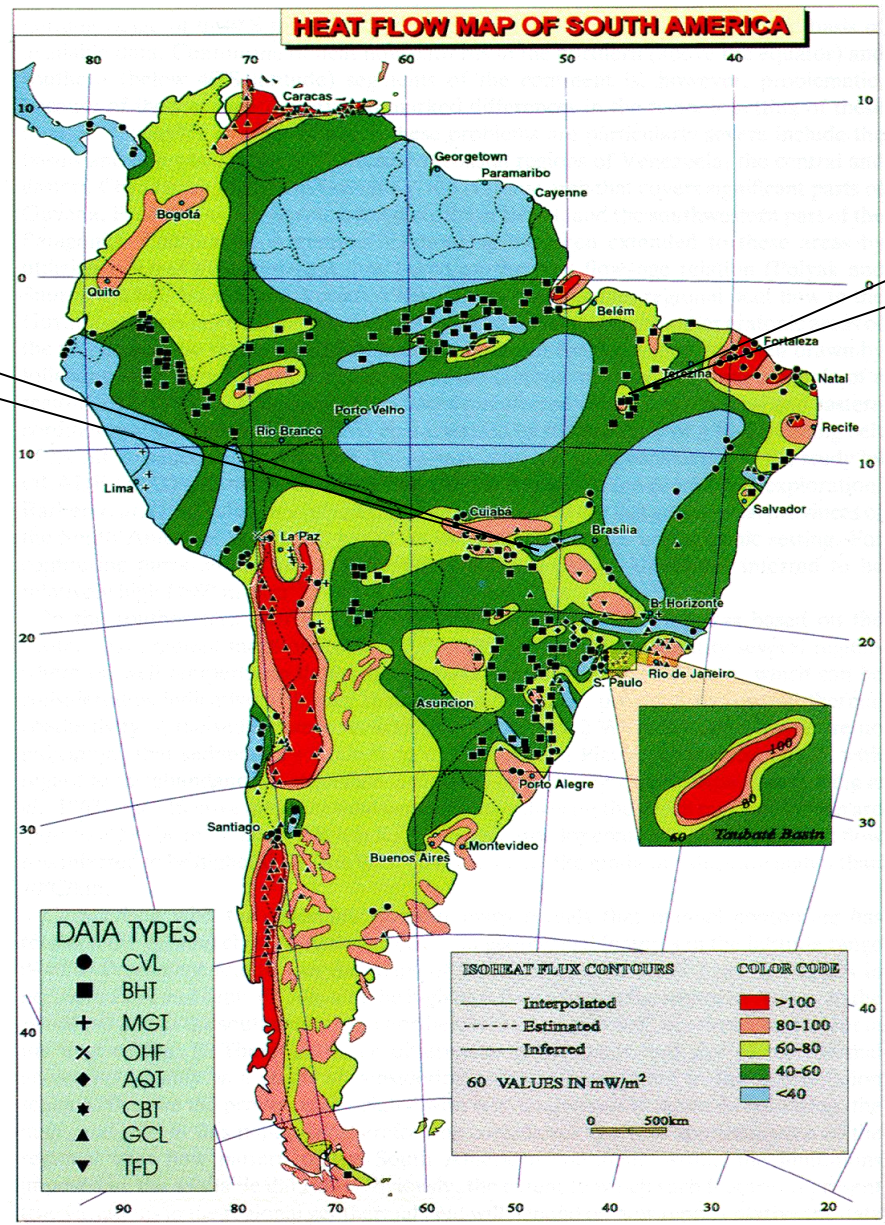 HEAT FLOW MAP OF SOUTH AMERICA
80 70 60 50 40
Caracas
10 10
Georgetown
Paramaribo
Cayenne
Bogotá
0 0
Quito
Belém
Fortaleza
Terezina
Natal
Porto Velho
Rio Branco
Recife
10 10
Lima
Cuiabá
Salvador
La Paz
Brasília
B. Horizonte
20 20
S. Paulo
Rio de Janeiro
Asuncion
100
80
60 Taubaté Basin
Porto Alegre
30 30
Santiago
Buenos Aires
Montevideo
DATA TYPES
CVL
BHT
MGT
OHF
AQT
CBT
GCL
TFD
ISOHEAT FLUX CONTOURS
Interpolated
Estimated
Inferred
60 VALUES IN mW/m²
COLOR CODE
>100
80-100
60-80
40-60
<40
0 500km
40 40
90 80 70 60 50 40 30 20